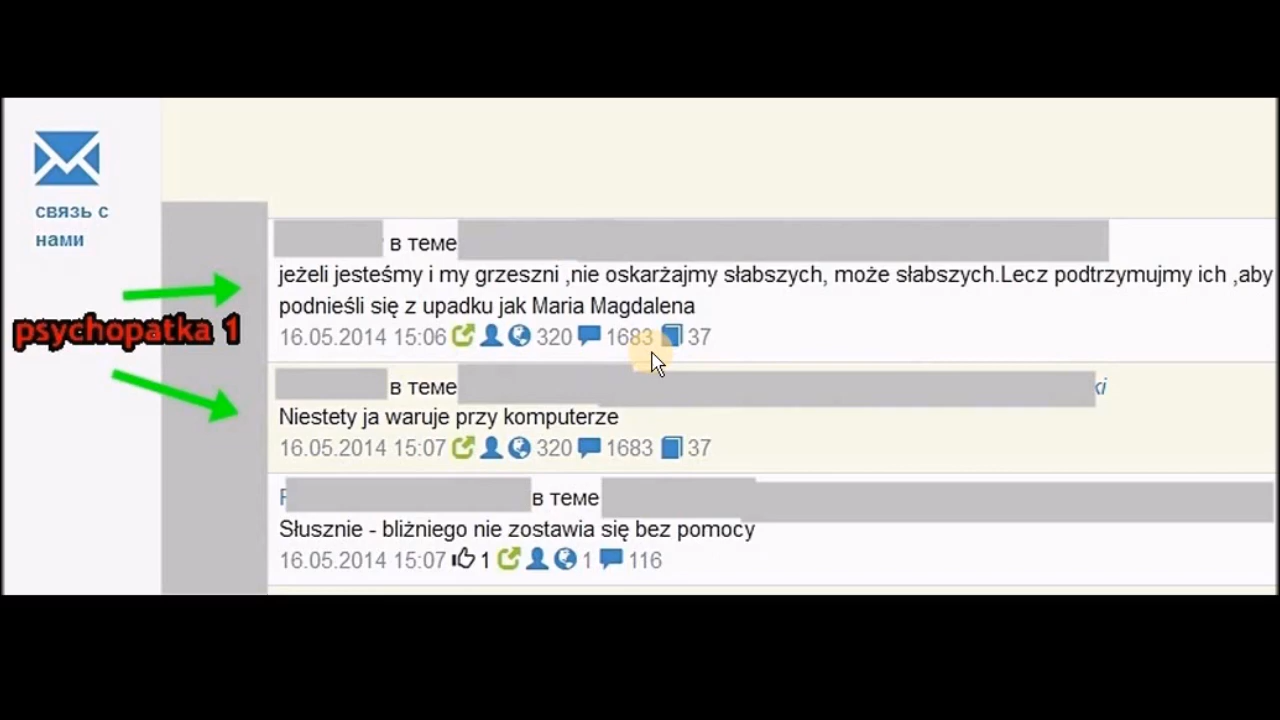 связь с
нами
в теме
jeżeli jesteśmy i my grzeszni ,nie oskarżajmy słabszych, może słabszych.Lecz podtrzymujmy ich ,aby
podnieśli się z upadku jak Maria Magdalena
16.05.2014 15:06 320 1683 37
psychopatka 1
в теме ki
Niestety ja waruje przy komputerze
16.05.2014 15:07 320 1683 37
в теме
Słusznie - bliżniego nie zostawia się bez pomocy
16.05.2014 15:07 1 1 116